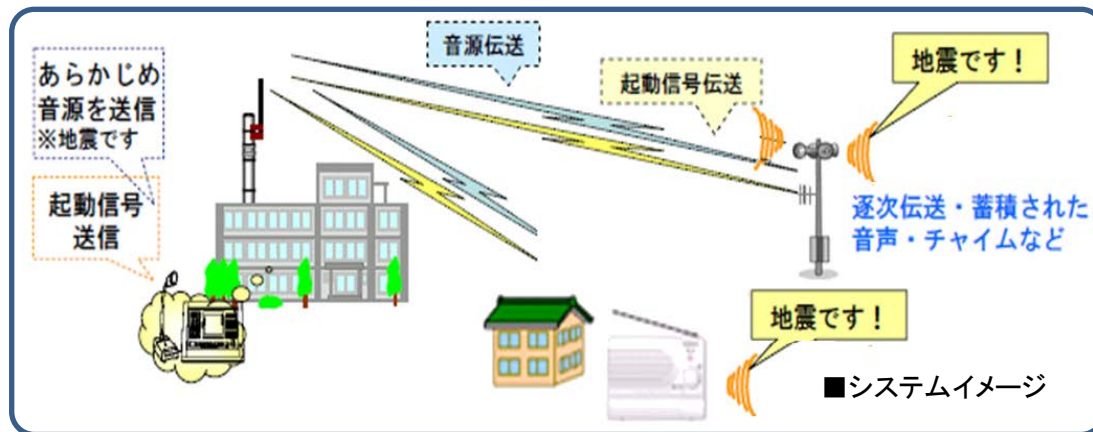 あらかじめ
音源を送信
※地震です
起動信号
送信
音源伝送
起動信号伝送
地震です！
逐次伝送・蓄積された
音声・チャイムなど
地震です！
■システムイメージ